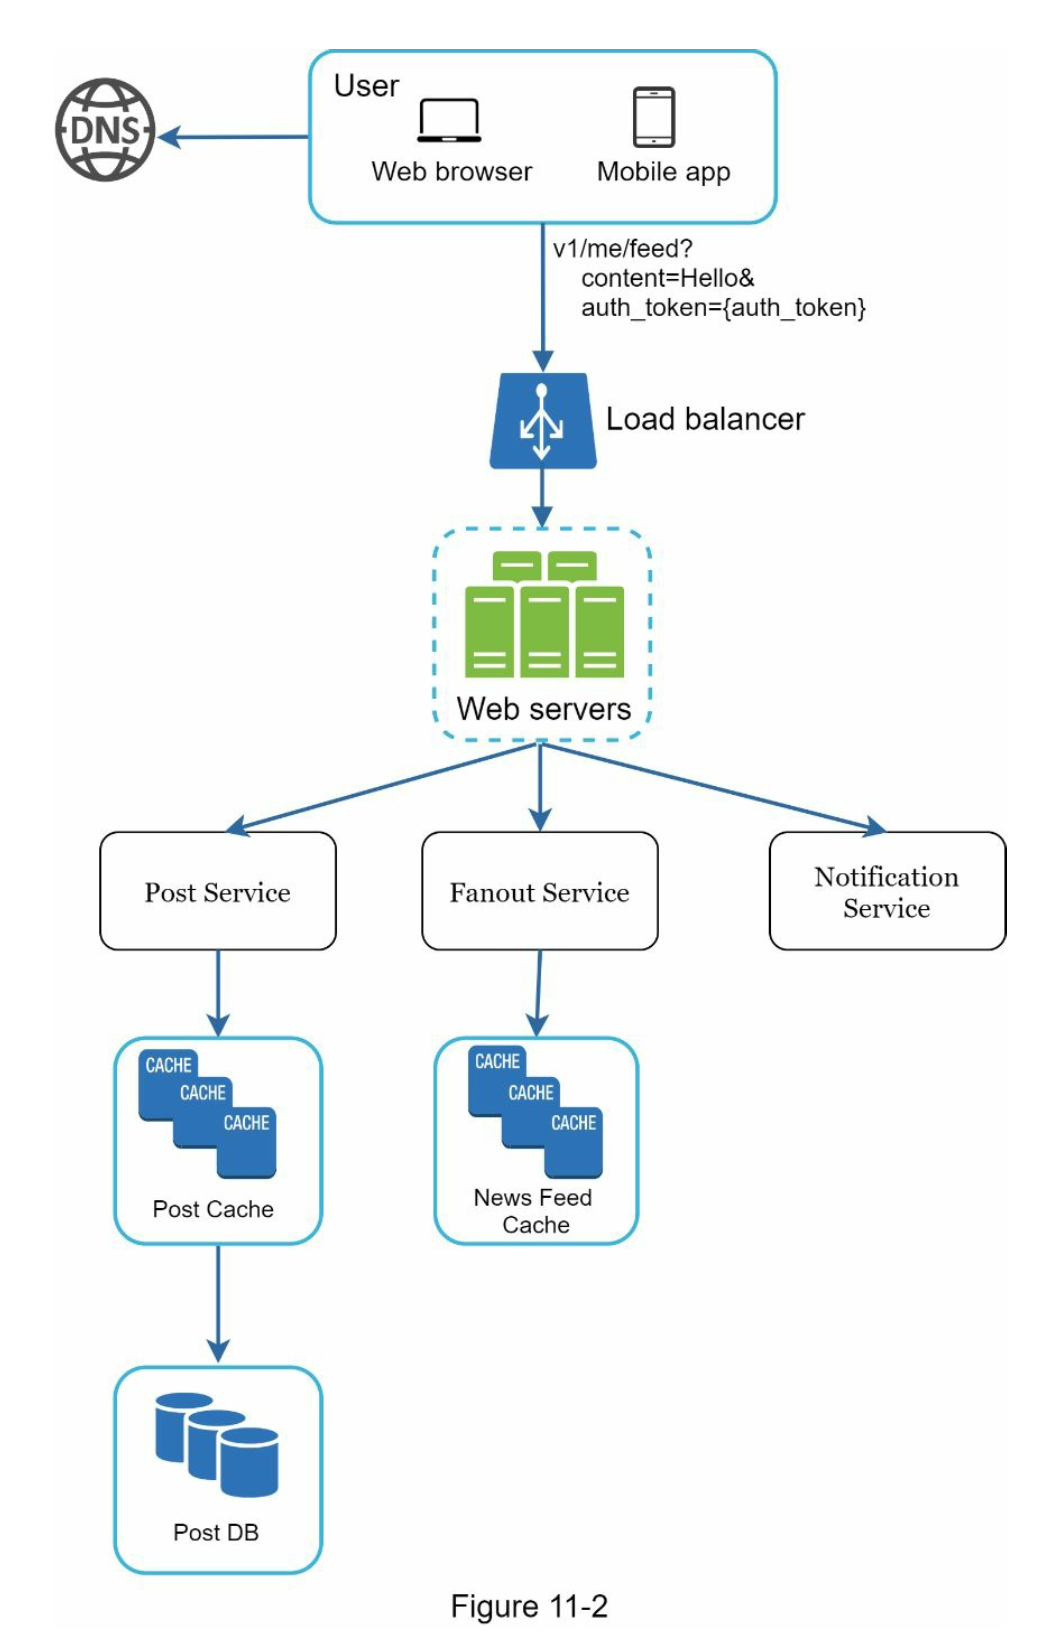 User
DNS
Web browser
Mobile app
v1/me/feed?
content=Hello&
auth_token={auth_token}
Load balancer
Web servers
Post Service
Fanout Service
Notification
Service
CACHE
CACHE
CACHE
Post Cache
CACHE
CACHE
CACHE
News Feed
Cache
Post DB
Figure 11-2